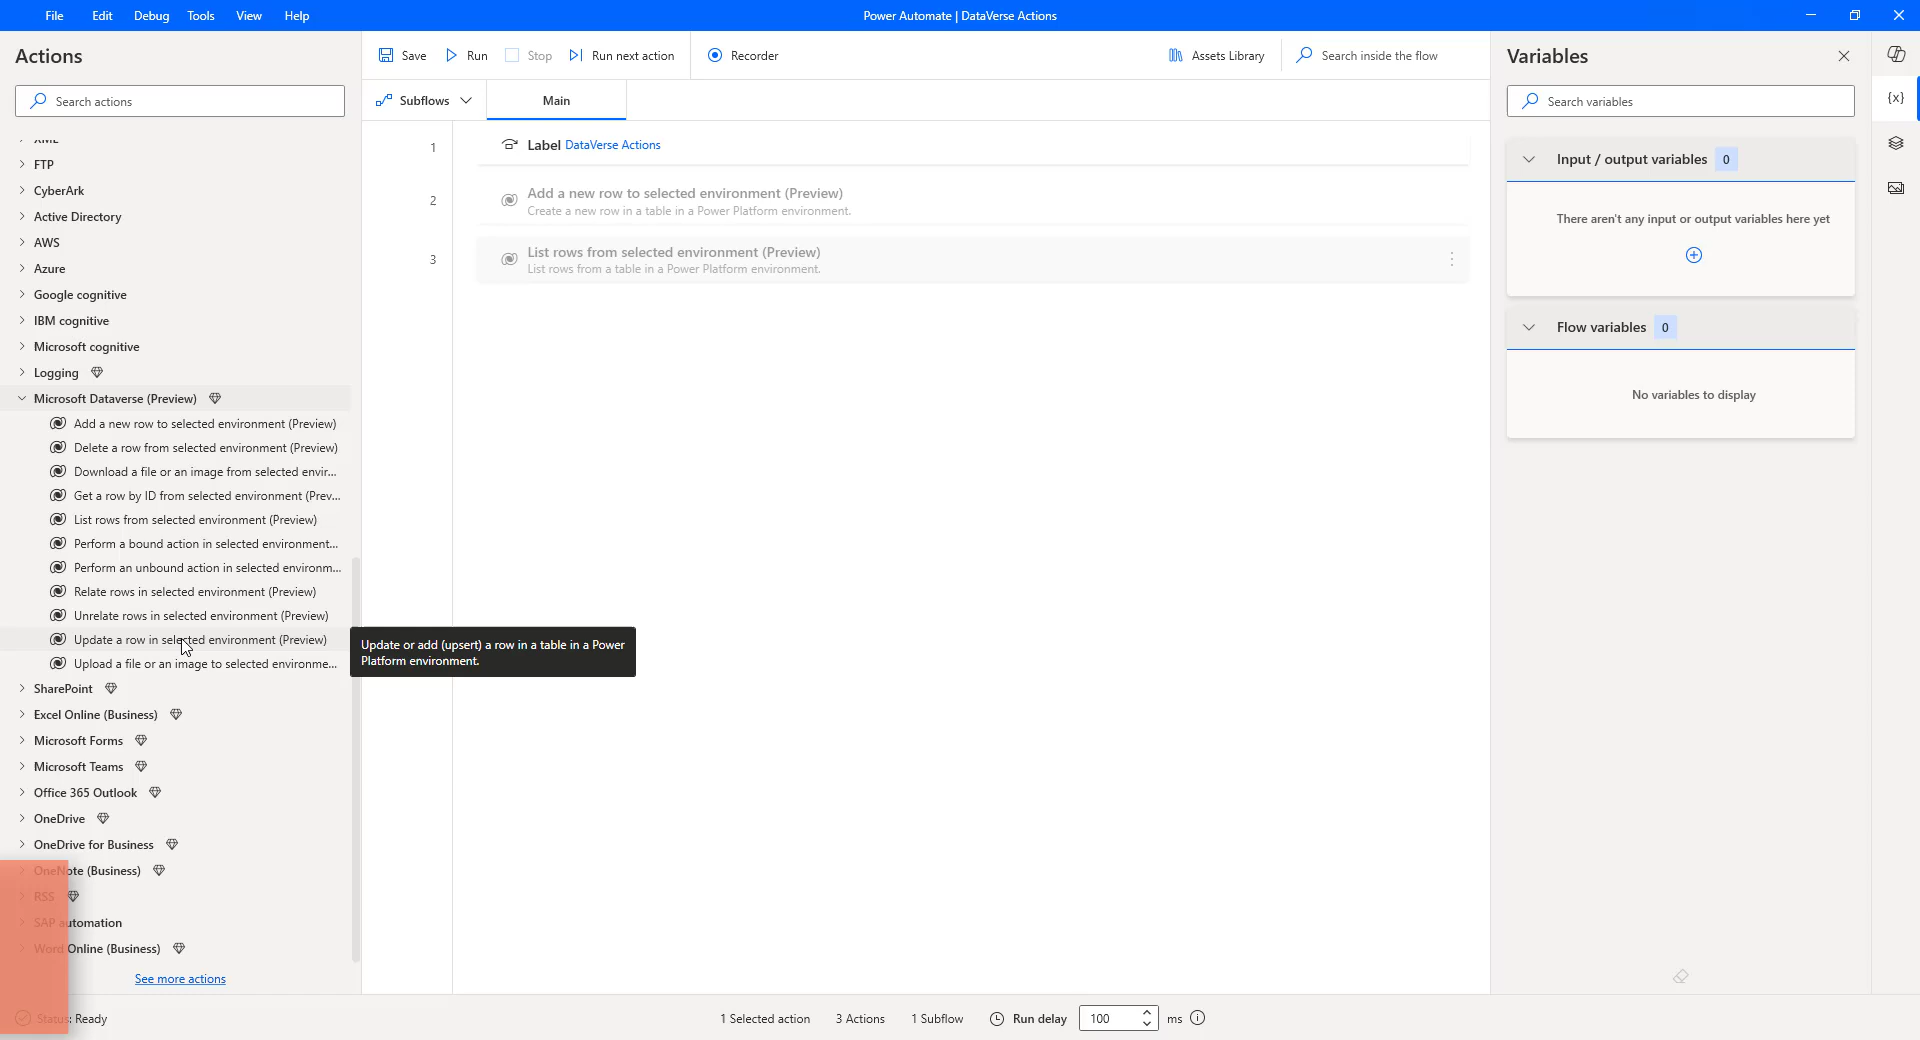 File Edit Debug Tools View Help
Power Automate | DataVerse Actions
Actions
Search actions
XML
FTP
CyberArk
Active Directory
AWS
Azure
Google cognitive
IBM cognitive
Microsoft cognitive
Logging
Microsoft Dataverse (Preview)
Add a new row to selected environment (Preview)
Delete a row from selected environment (Preview)
Download a file or an image from selected envir...
Get a row by ID from selected environment (Prev...
List rows from selected environment (Preview)
Perform a bound action in selected environment...
Perform an unbound action in selected environm...
Relate rows in selected environment (Preview)
Unrelate rows in selected environment (Preview)
Update a row in selected environment (Preview)
Upload a file or an image to selected environme...
SharePoint
Excel Online (Business)
Microsoft Forms
Microsoft Teams
Office 365 Outlook
OneDrive
OneDrive for Business
OneNote (Business)
RSS
SAP automation
Word Online (Business)
See more actions
Save Run Stop Run next action Recorder Assets Library Search inside the flow
Subflows Main
1 Label DataVerse Actions
2 Add a new row to selected environment (Preview)
Create a new row in a table in a Power Platform environment.
3 List rows from selected environment (Preview)
List rows from a table in a Power Platform environment.
Update or add (upsert) a row in a table in a Power
Platform environment.
Variables
Search variables
{x}
Input / output variables 0
There aren't any input or output variables here yet
Flow variables 0
No variables to display
Status: Ready 1 Selected action 3 Actions 1 Subflow Run delay 100 ms